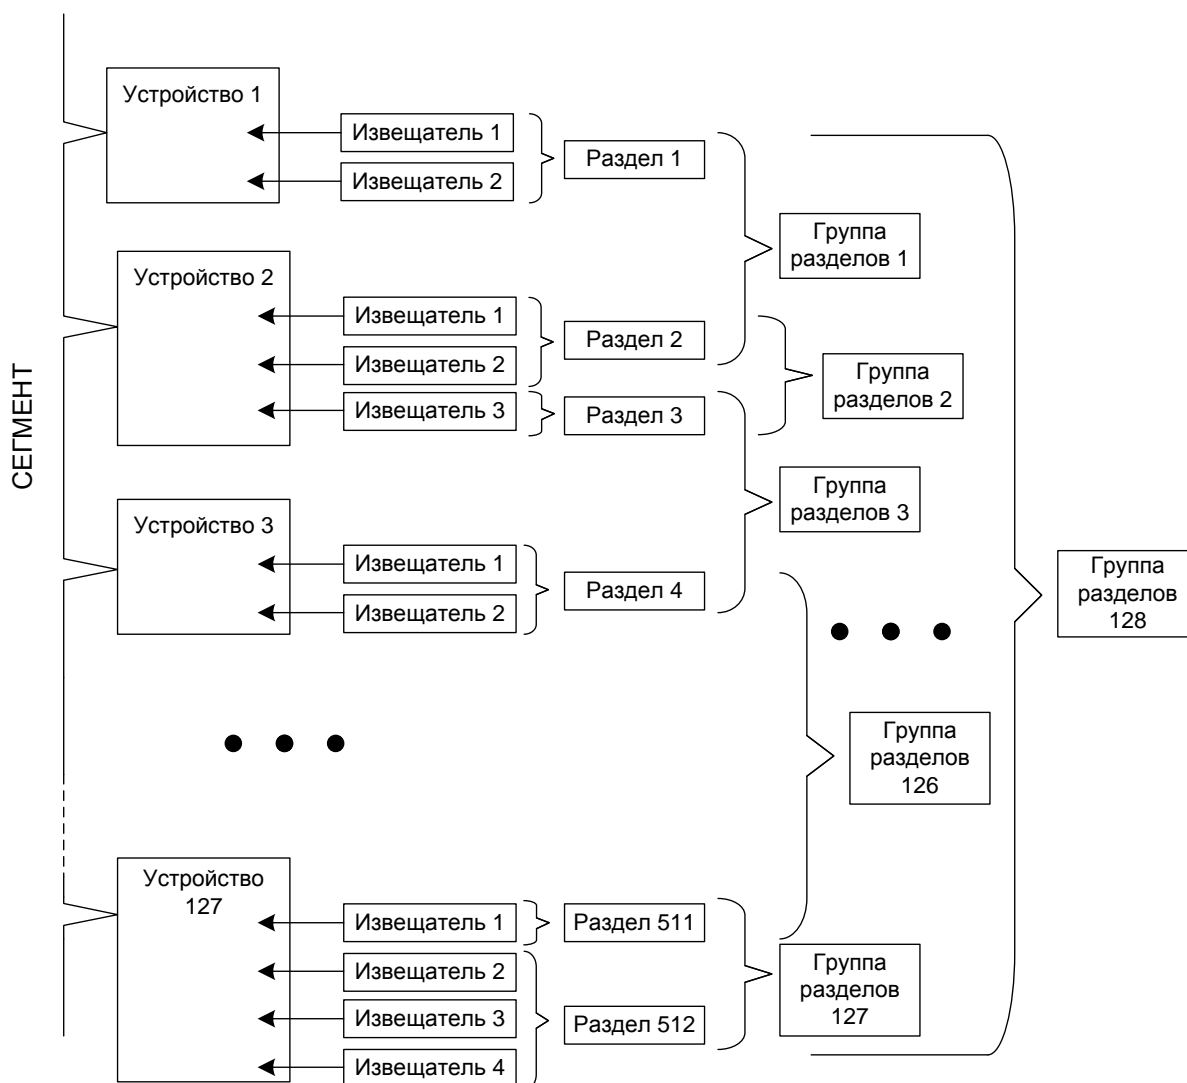 СЕГМЕНТ
Устройство 1
Извещатель 1
Извещатель 2
Раздел 1
Группа
разделов 1
Устройство 2
Извещатель 1
Извещатель 2
Извещатель 3
Раздел 2
Раздел 3
Группа
разделов 2
Группа
разделов 3
Устройство 3
Извещатель 1
Извещатель 2
Раздел 4
Группа
разделов
128
Группа
разделов
126
Устройство
127
Извещатель 1
Извещатель 2
Извещатель 3
Извещатель 4
Раздел 511
Раздел 512
Группа
разделов
127